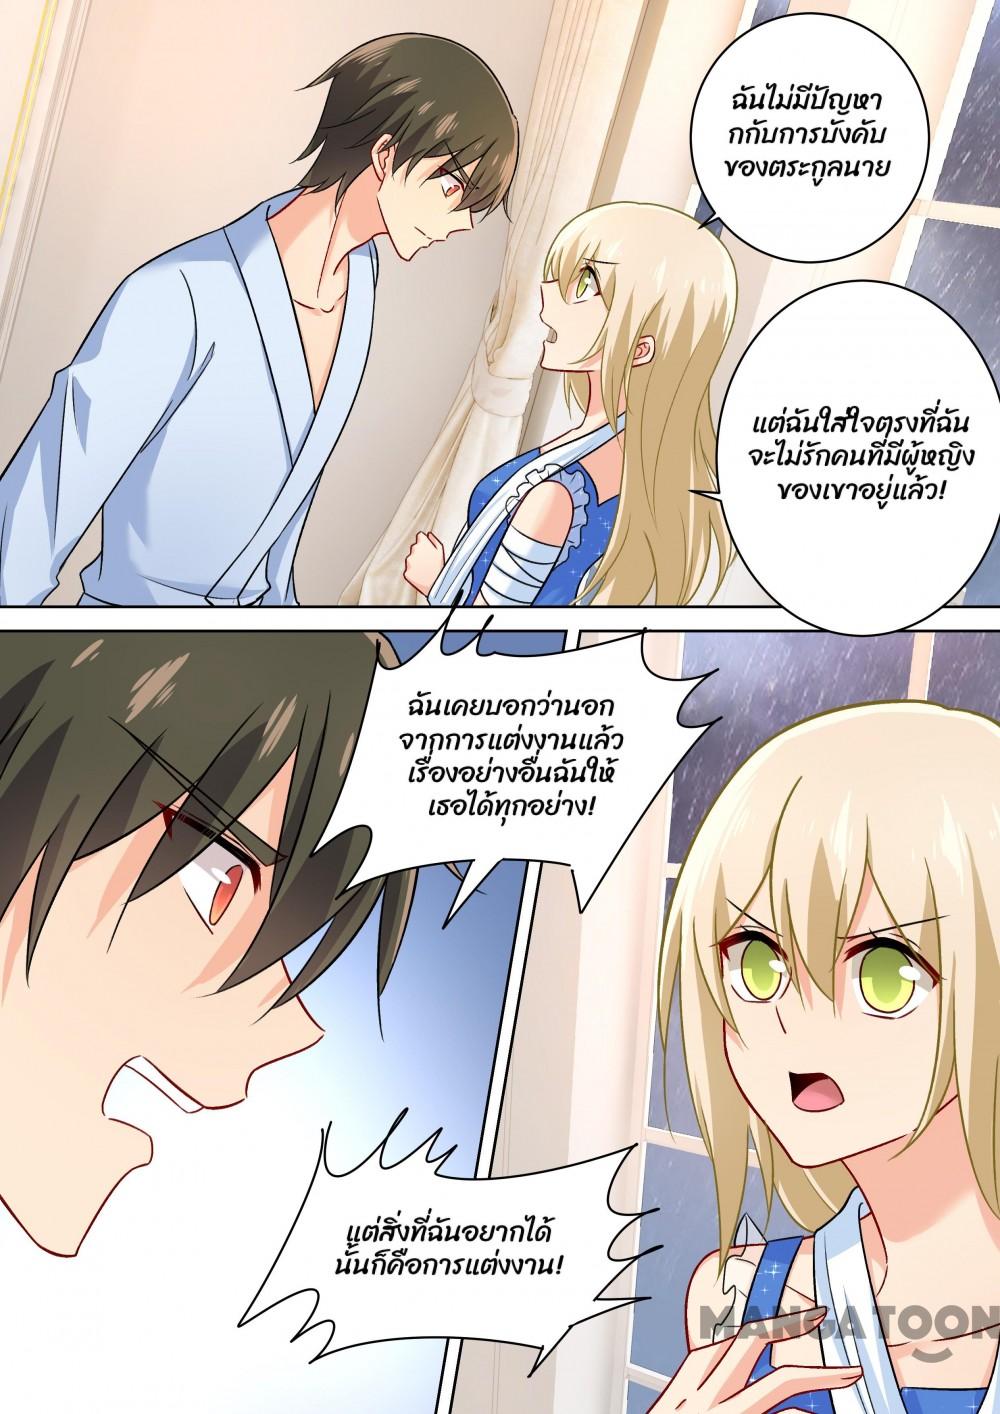 ฉันไม่มีปัญหา
กกับการบังคับ
ของตระกูลนาย
แต่ฉันใส่ใจตรงที่ฉัน
จะไม่รักคนที่มีผู้หญิง
ของเขาอยู่แล้ว!
ฉันเคยบอกว่านอก
จากการแต่งงานแล้ว
เรื่องอย่างอื่นฉันให้
เธอได้ทุกอย่าง!
แต่สิ่งที่ฉันอยากได้
นั้นก็คือการแต่งงาน!
MANGATOON